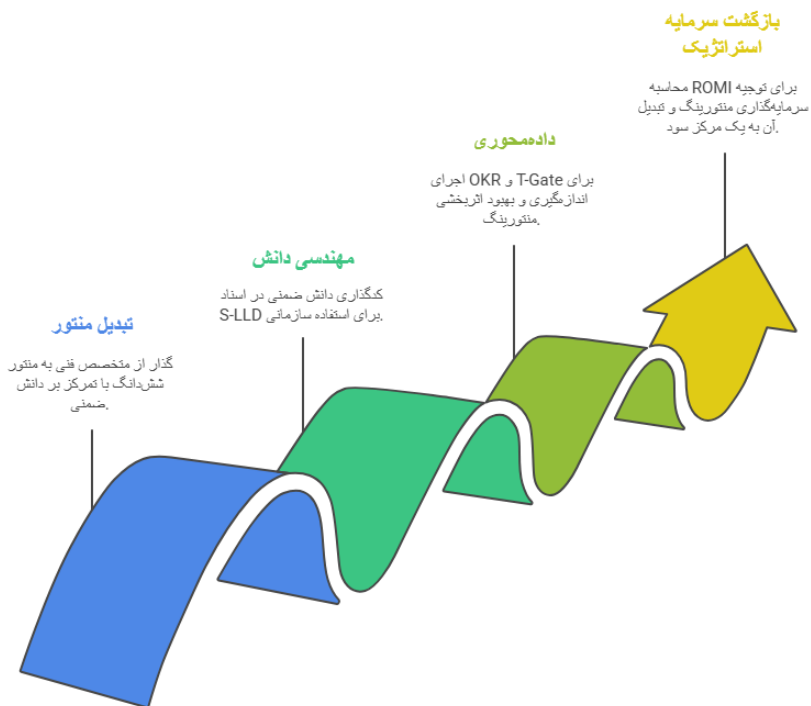 بازگشت سرمایه
استراتژیک
برای توجیه ROMI محاسبه
سرمایه‌گذاری منتورینگ و تبدیل
.آن به یک مرکز سود
داده‌محوری
برای T-Gate و OKR اجرای
اندازه‌گیری و بهبود اثربخشی
.منتورینگ
مهندسی دانش
کدگذاری دانش ضمنی در اسناد
S-LLD برای استفاده سازمانی.
تبدیل منتور
گذار از متخصص فنی به منتور
شش‌دانگ با تمرکز بر دانش
.ضمنی